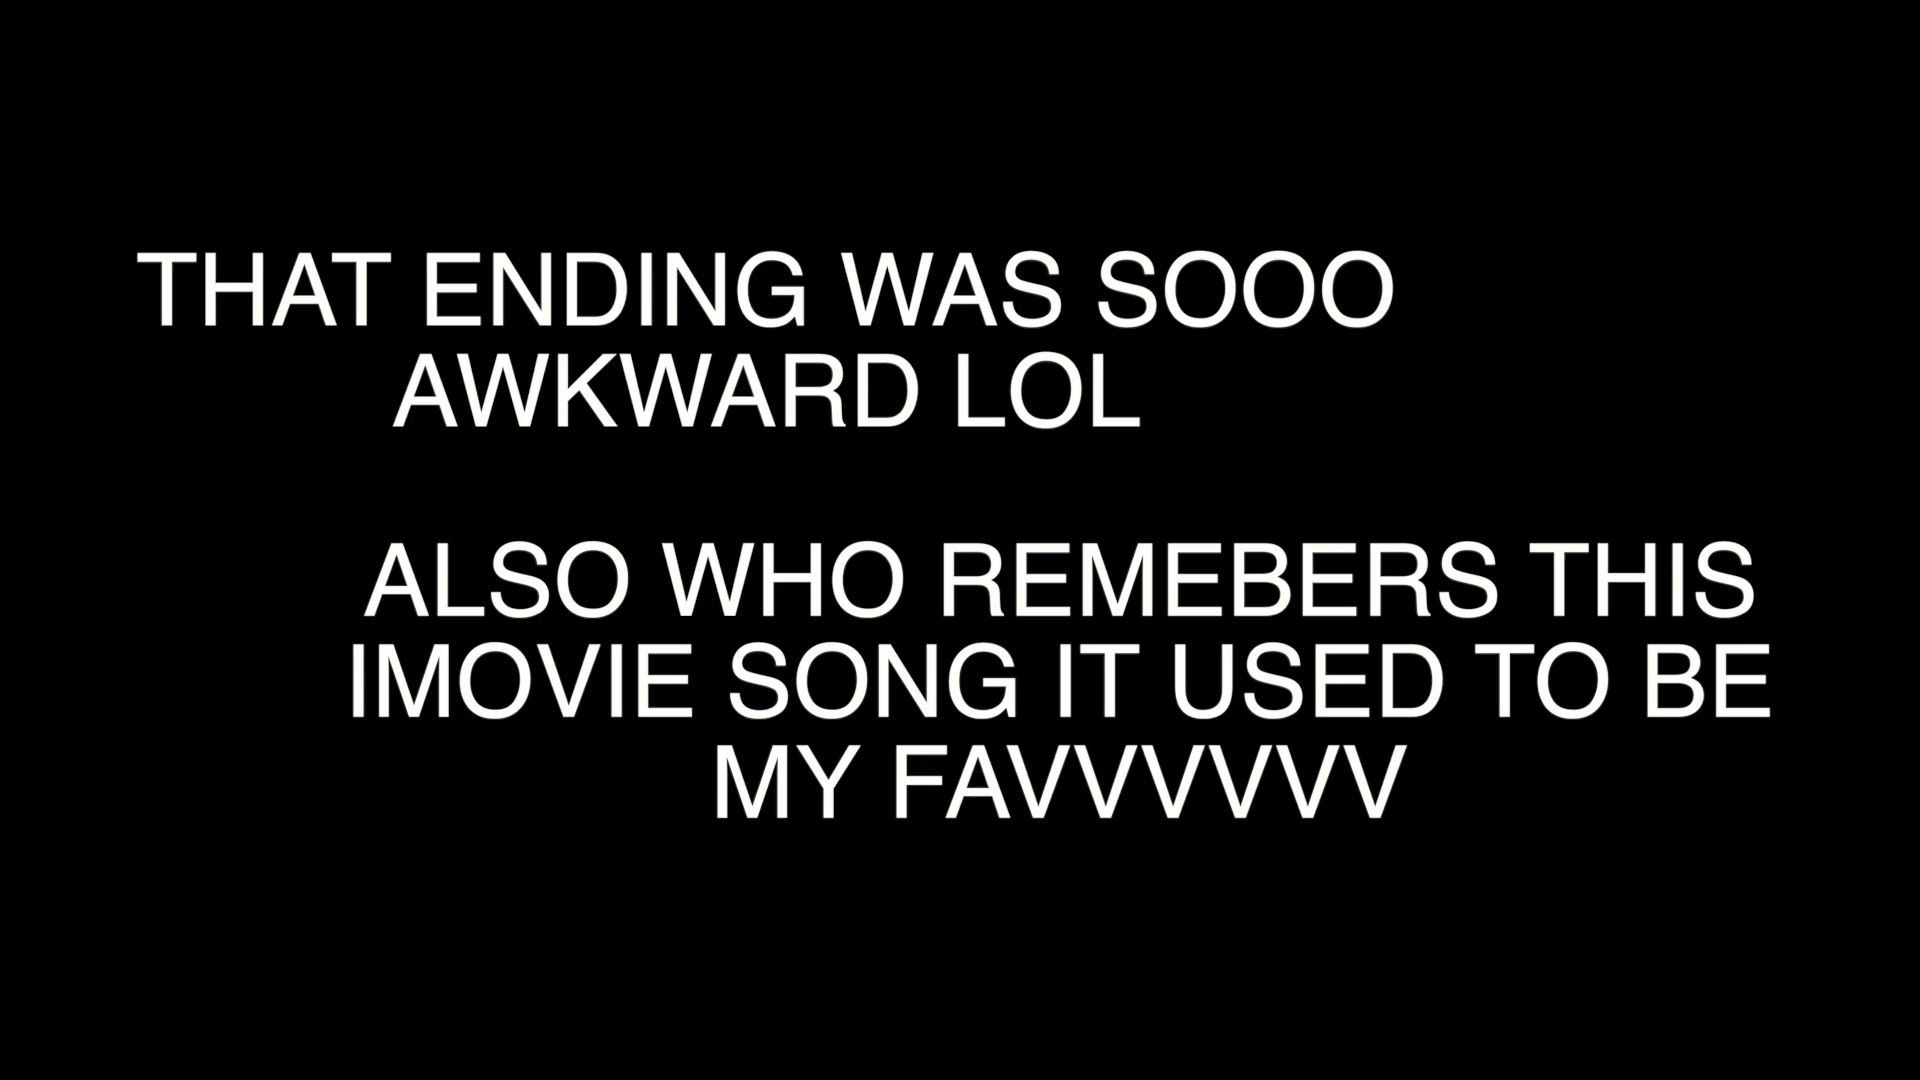 THAT ENDING WAS SOOO
AWKWARD LOL
ALSO WHO REMEBERS THIS
IMOVIE SONG IT USED TO BE
MY FAVVVVVV